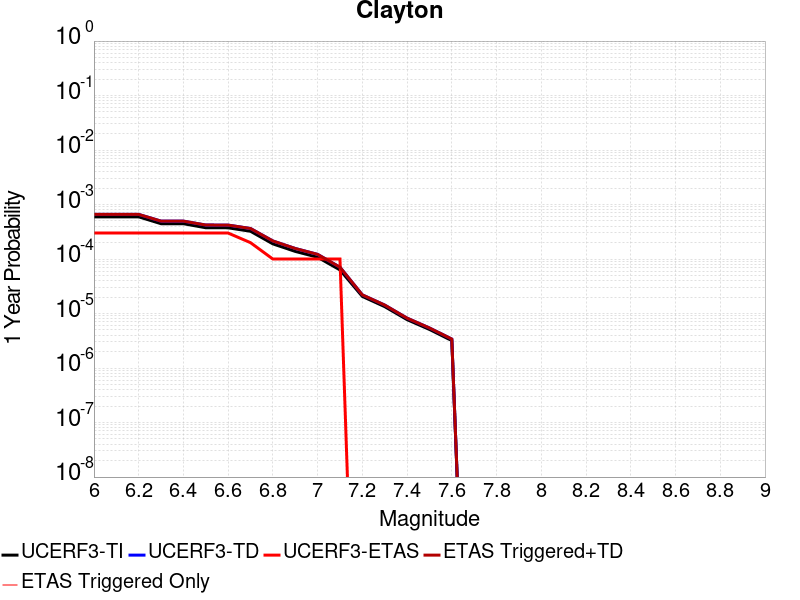 Clayton
10^0
10^-1
10^-2
10^-3
10^-4
10^-5
10^-6
10^-7
10^-8
1 Year Probability
6 6.2 6.4 6.6 6.8 7 7.2 7.4 7.6 7.8 8 8.2 8.4 8.6 8.8 9
Magnitude
UCERF3-TI UCERF3-TD UCERF3-ETAS ETAS Triggered+TD
ETAS Triggered Only